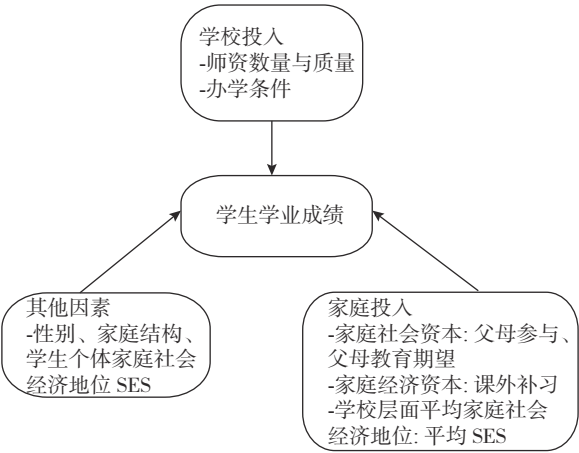 学校投入
-师资数量与质量
-办学条件
学生学业成绩
其他因素
-性别、家庭结构、
学生个体家庭社会
经济地位 SES
家庭投入
-家庭社会资本: 父母参与、
父母教育期望
-家庭经济资本: 课外补习
-学校层面平均家庭社会
经济地位: 平均 SES